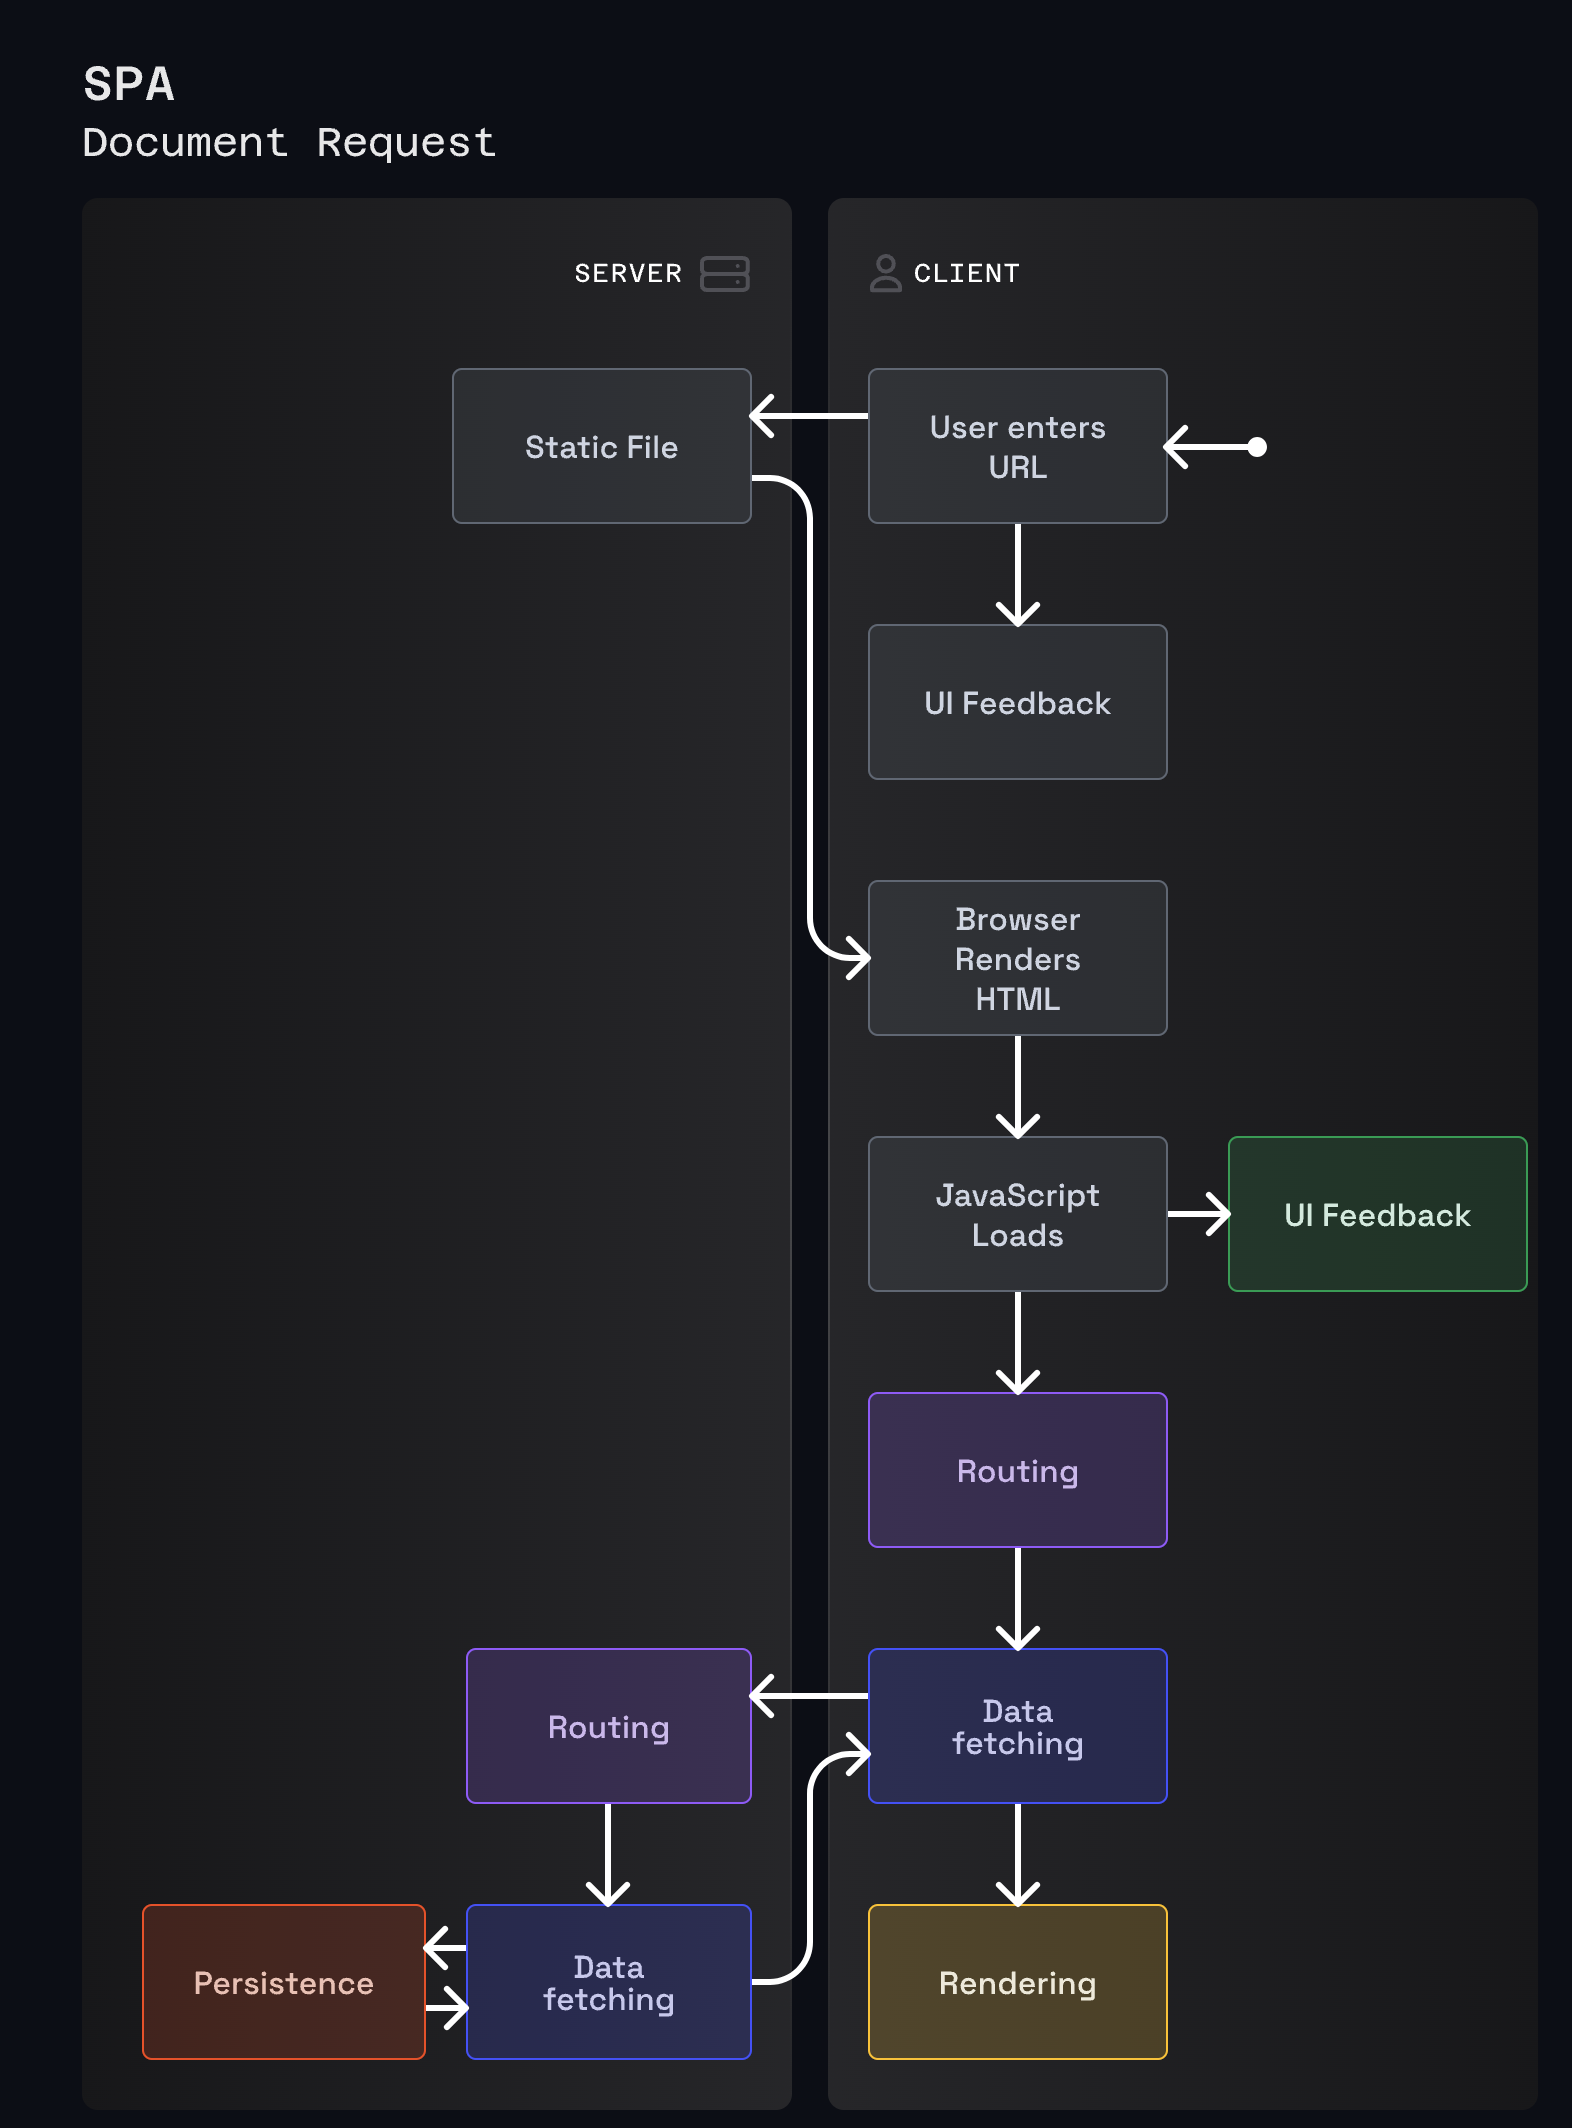 SPA
Document Request
SERVER
CLIENT
Static File
User enters
URL
UI Feedback
Browser
Renders
HTML
JavaScript
Loads
UI Feedback
Routing
Routing
Data
fetching
Persistence
Data
fetching
Rendering